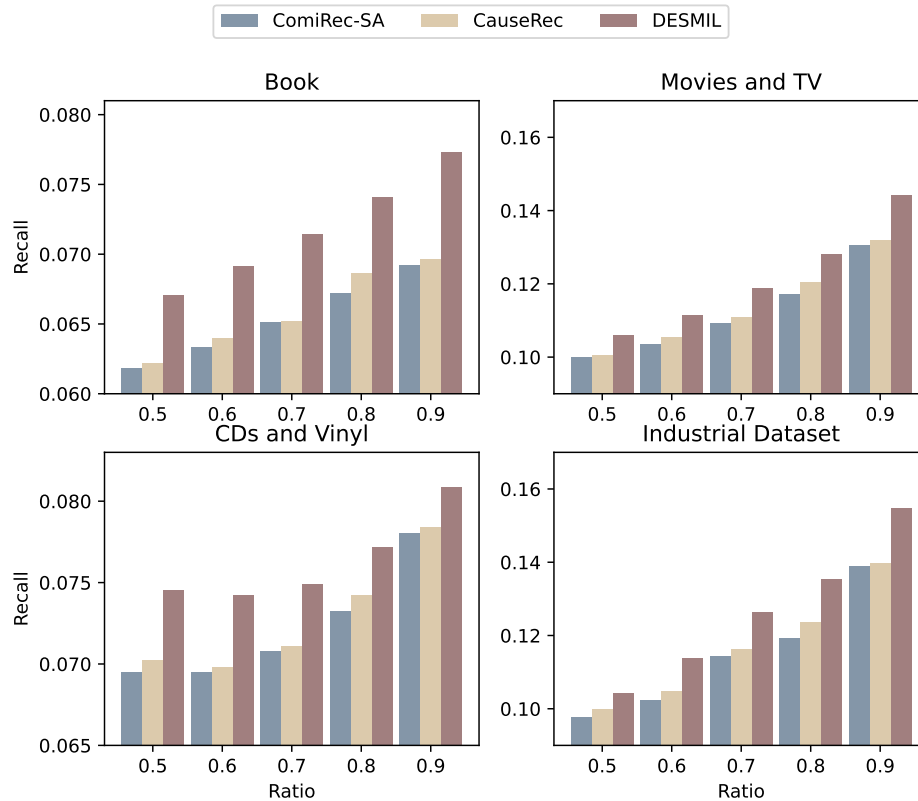 ComiRec-SA CauseRec DESMIL
Book
Movies and TV
Recall
0.080
0.075
0.070
0.065
0.060
0.16
0.14
0.12
0.10
0.5 0.6 0.7 0.8 0.9
0.5 0.6 0.7 0.8 0.9
CDs and Vinyl
Industrial Dataset
Recall
0.080
0.075
0.070
0.065
0.16
0.14
0.12
0.10
0.5 0.6 0.7 0.8 0.9
0.5 0.6 0.7 0.8 0.9
Ratio
Ratio